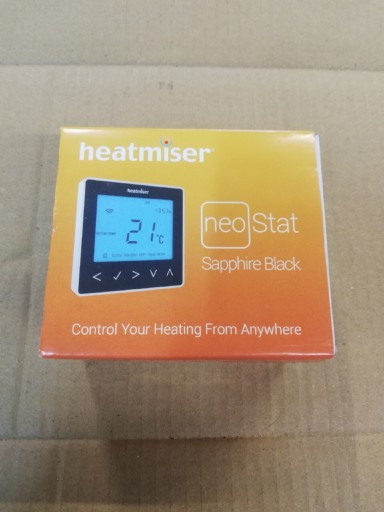 heatmiser
heatmiser
21°C
neoStat
Sapphire Black
Control Your Heating From Anywhere